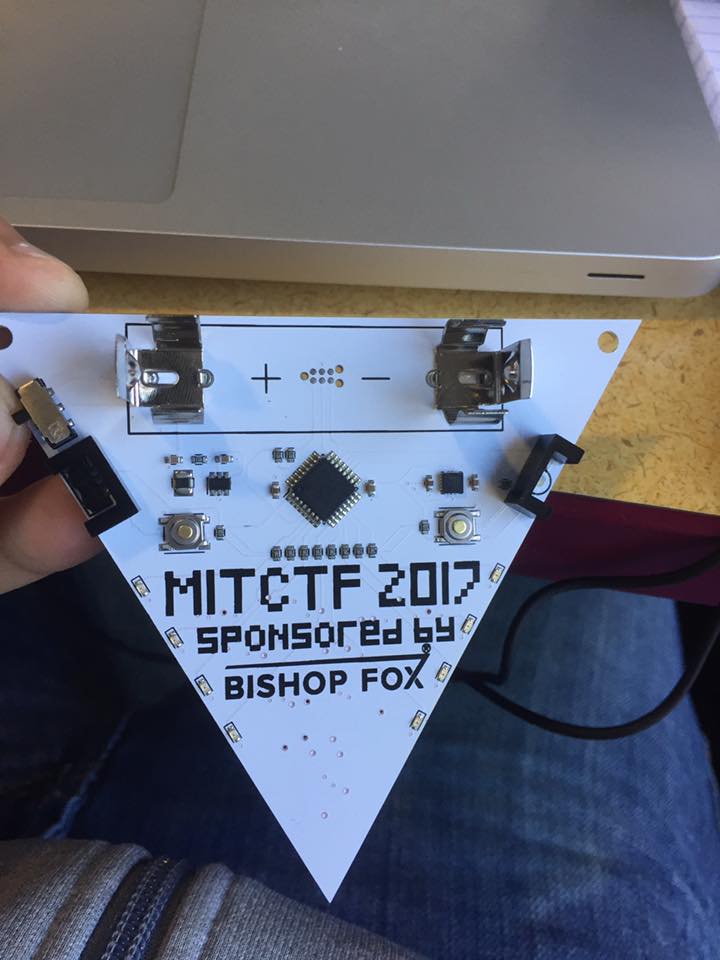 + −
MITCTF 2017
SPONSORED BY
BISHOP FOX®